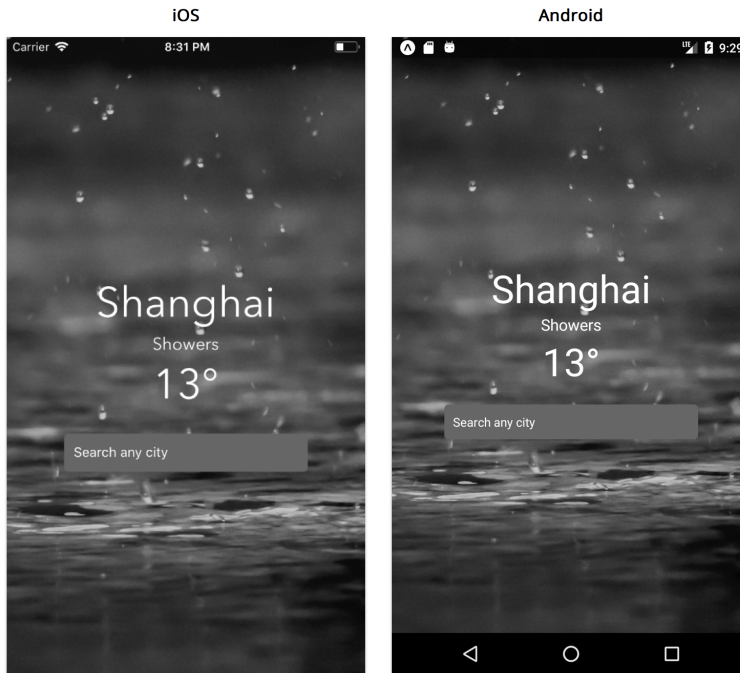 iOS
Android
Carrier
8:31 PM
LTE
9:29
Shanghai
Showers
13°
Search any city
Shanghai
Showers
13°
Search any city